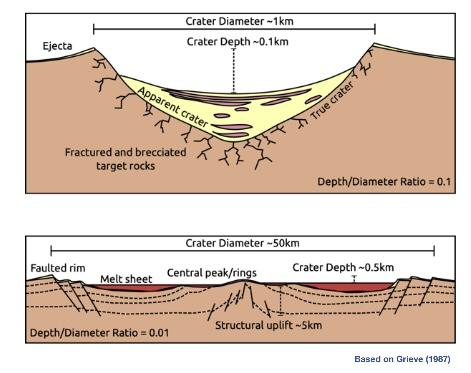 Crater Diameter ~1km
Ejecta
Crater Depth ~0.1km
Apparent crater
True crater
Fractured and brecciated
target rocks
Depth/Diameter Ratio = 0.1
Crater Diameter ~50km
Faulted rim
Melt sheet
Central peak/rings
Crater Depth ~0.5km
Structural uplift ~5km
Depth/Diameter Ratio = 0.01
Based on Grieve (1987)